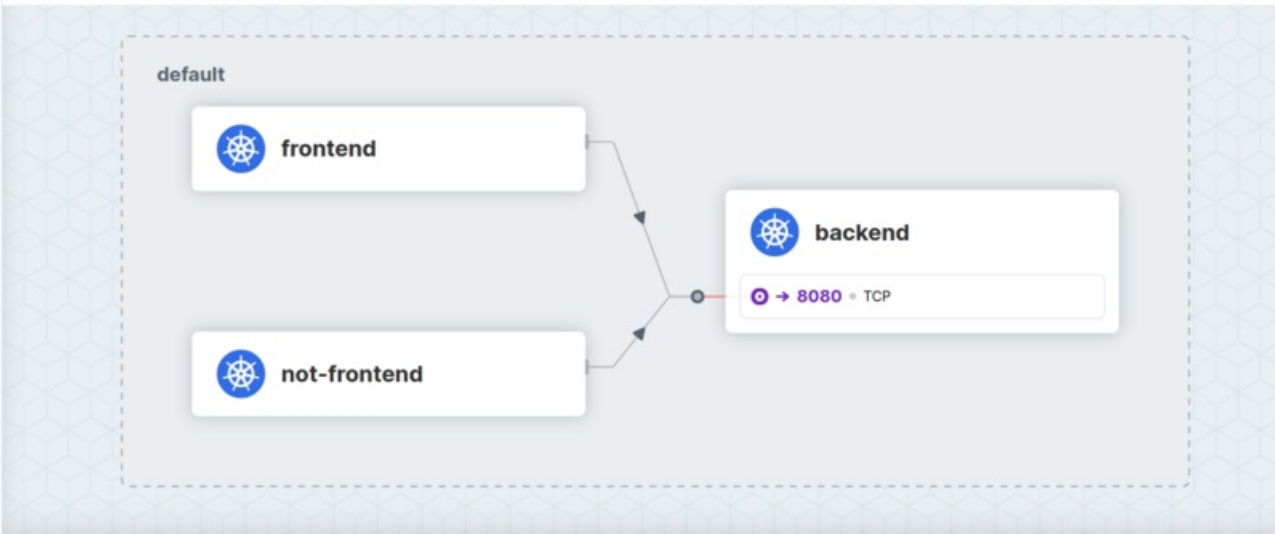 default
frontend
backend
→ 8080 • TCP
not-frontend